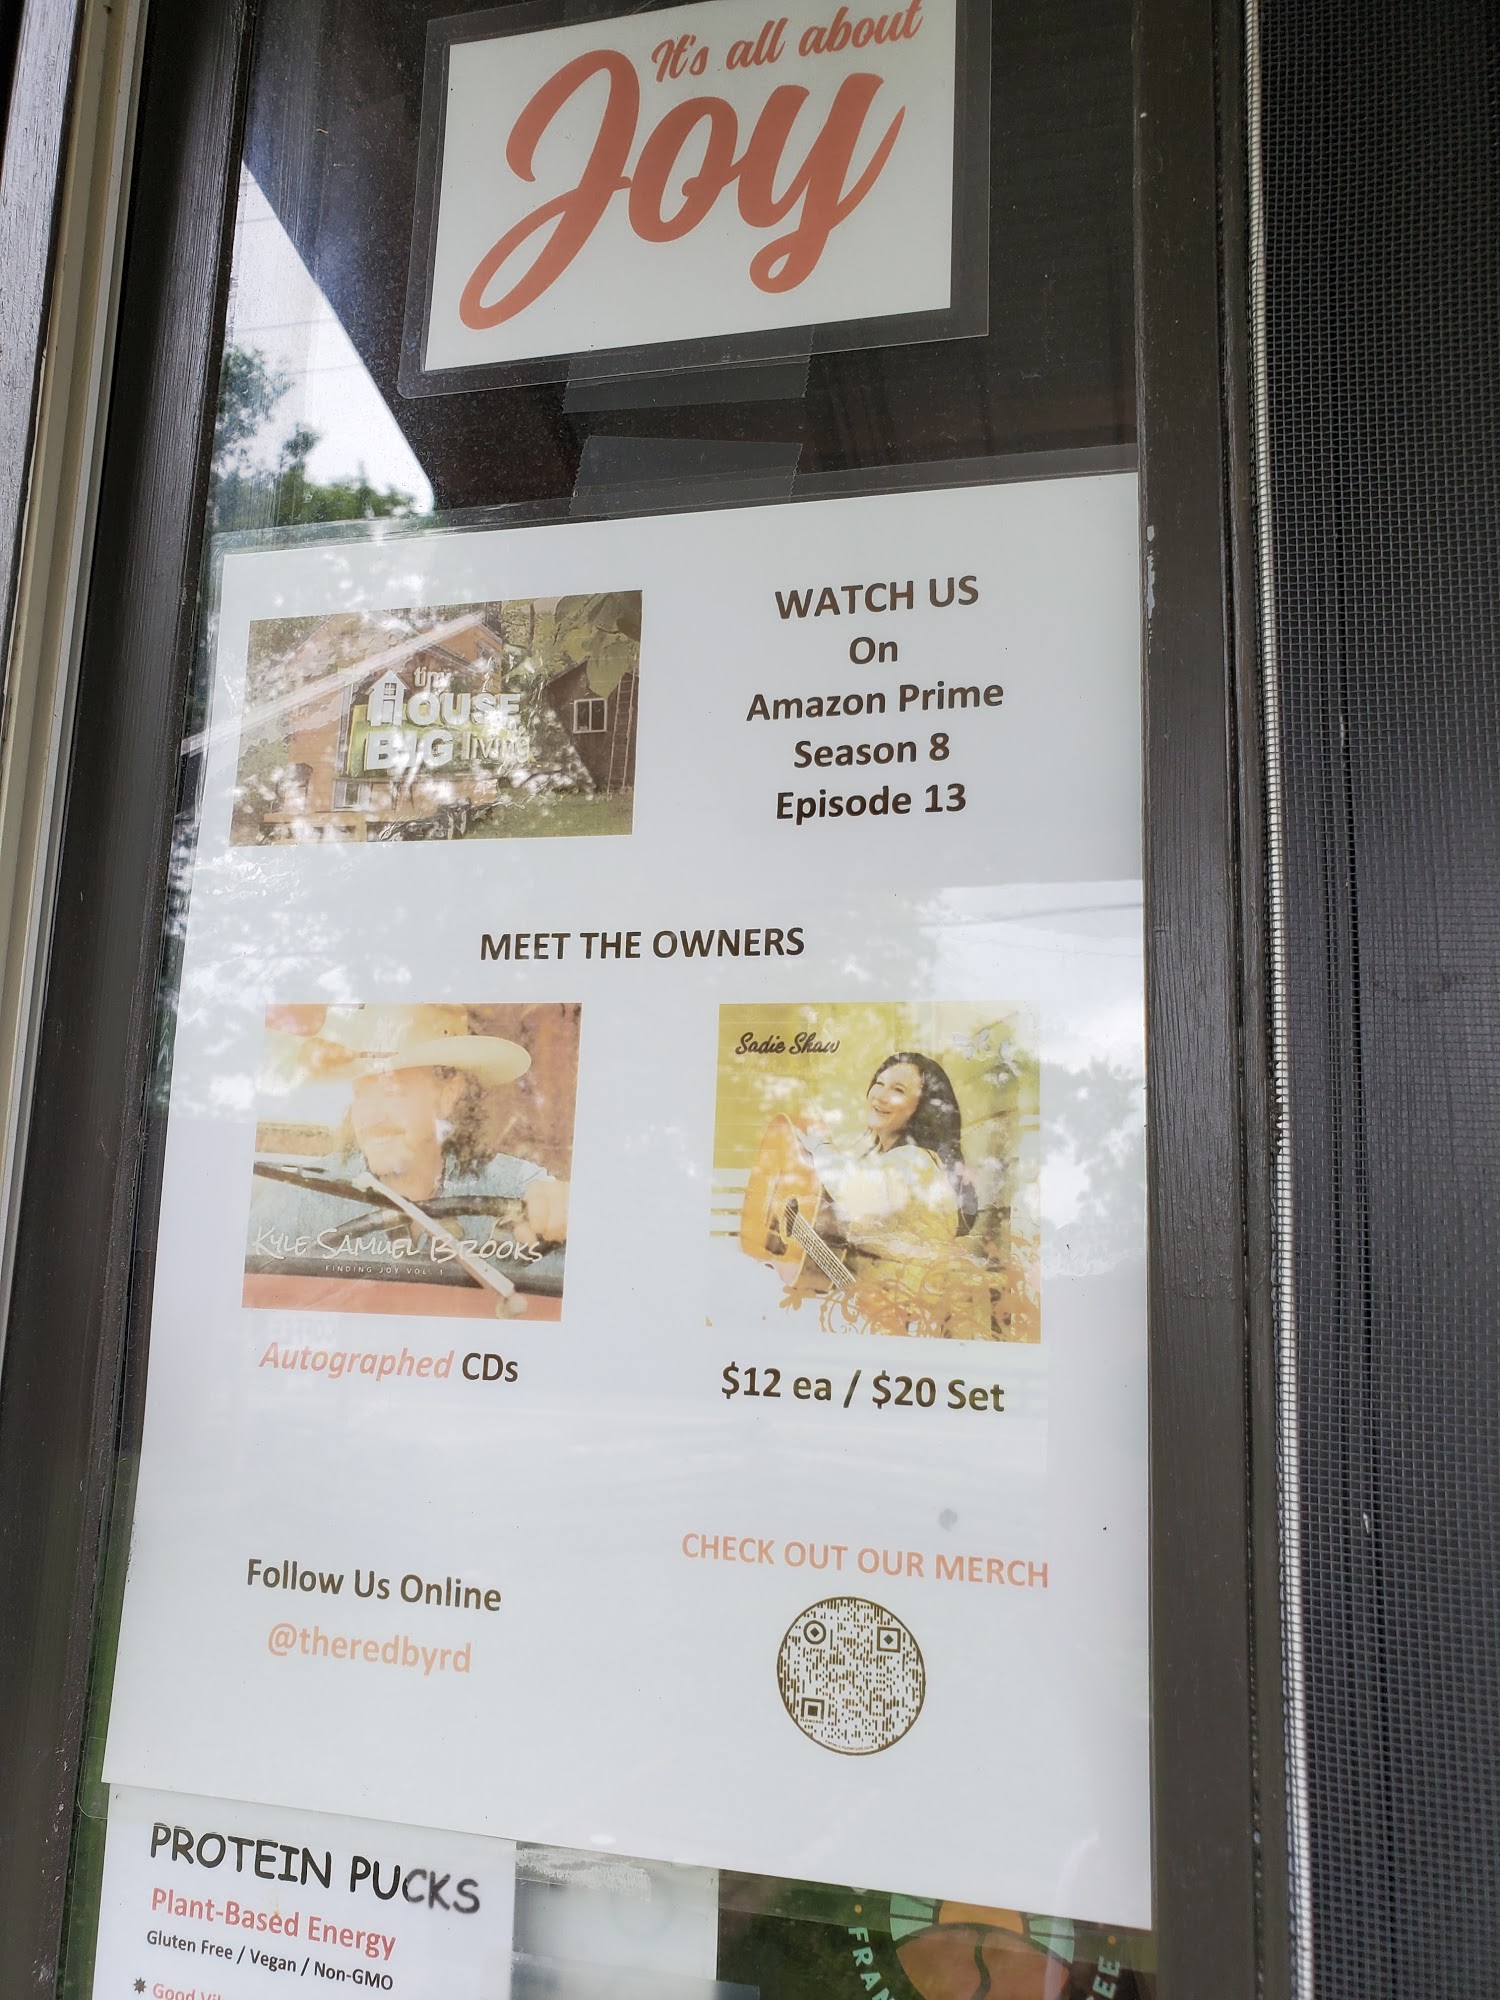 It's all about
Joy
tiny
HOUSE
BIG living
WATCH US
On
Amazon Prime
Season 8
Episode 13
MEET THE OWNERS
KYLE SAMUEL BROOKS
FINDING JOY VOL. 1
Sadie Shaw
Autographed CDs
$12 ea / $20 Set
Follow Us Online
@theredbyrd
CHECK OUT OUR MERCH
PROTEIN PUCKS
Plant-Based Energy
Gluten Free / Vegan / Non-GMO
Good